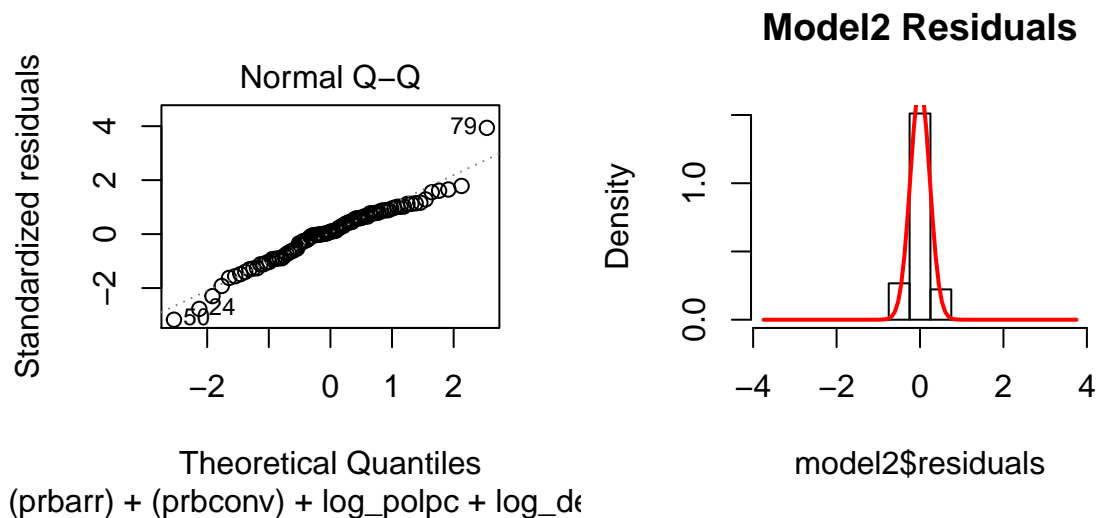 Normal Q−Q
Standardized residuals
4
2
0
−2
79
50
24
−2
0
1
2
Theoretical Quantiles
(prbarr) + (prbconv) + log_polpc + log_de
Model2 Residuals
Density
1.0
0.0
−4
−2
0
2
4
model2$residuals